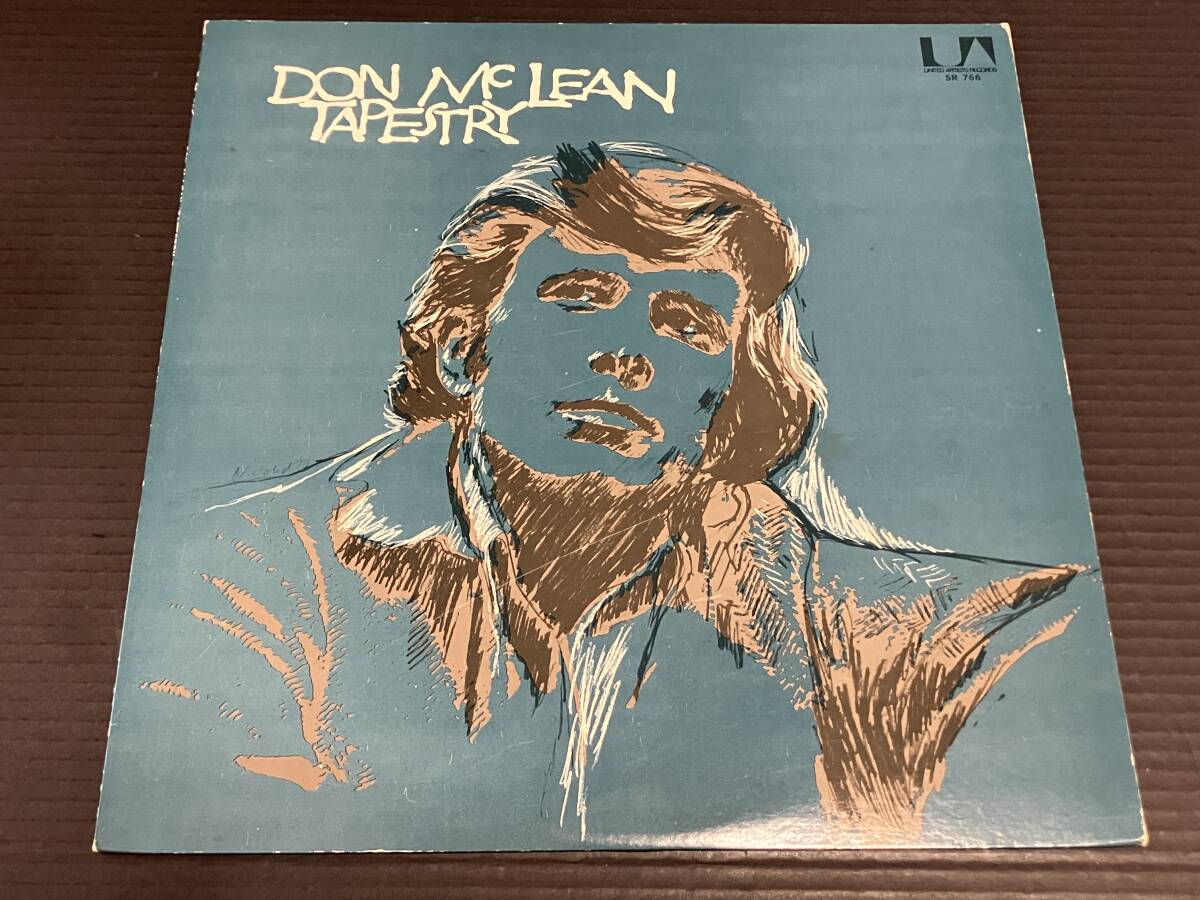 DON McLEAN
TAPESTRY
UA
UNITED ARTISTS RECORDS
SR 766